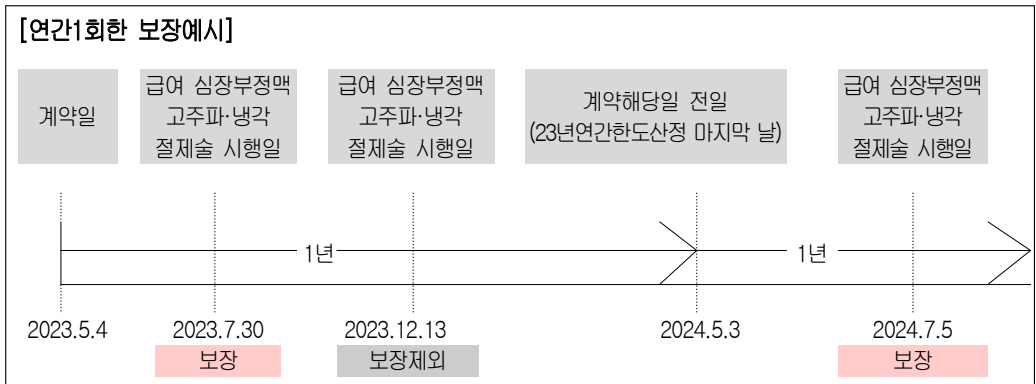 [연간1회한 보장예시]
계약일
급여 심장부정맥
고주파·냉각
절제술 시행일
급여 심장부정맥
고주파·냉각
절제술 시행일
계약해당일 전일
(23년연간한도산정 마지막 날)
급여 심장부정맥
고주파·냉각
절제술 시행일
1년
1년
2023.5.4
2023.7.30
2023.12.13
2024.5.3
2024.7.5
보장
보장제외
보장